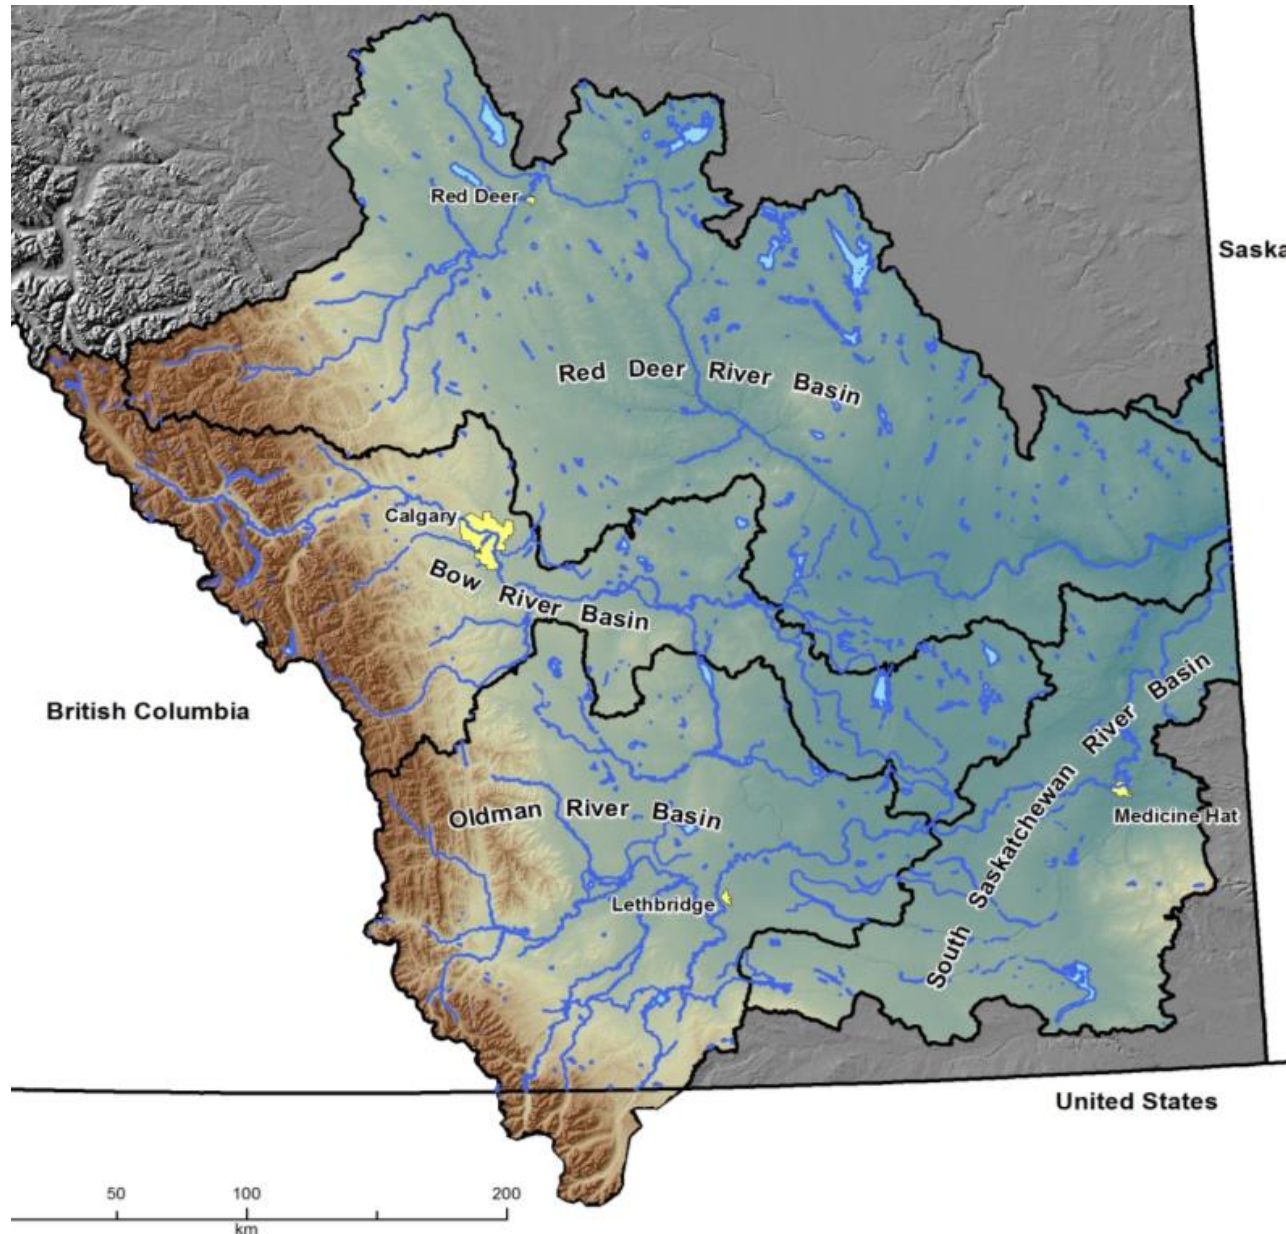 Red Deer
Saska
Red Deer River Basin
Calgary
Bow River Basin
British Columbia
South Saskatchewan River Basin
Oldman River Basin
Medicine Hat
Lethbridge
United States
50 100 200
km